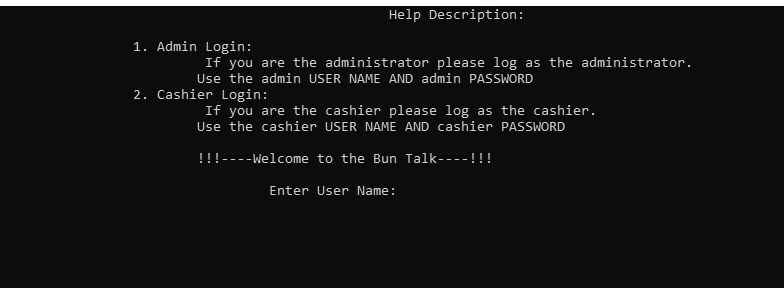 Help Description:
1. Admin Login:
If you are the administrator please log as the administrator.
Use the admin USER NAME AND admin PASSWORD
2. Cashier Login:
If you are the cashier please log as the cashier.
Use the cashier USER NAME AND cashier PASSWORD
!!!----Welcome to the Bun Talk----!!!
Enter User Name: